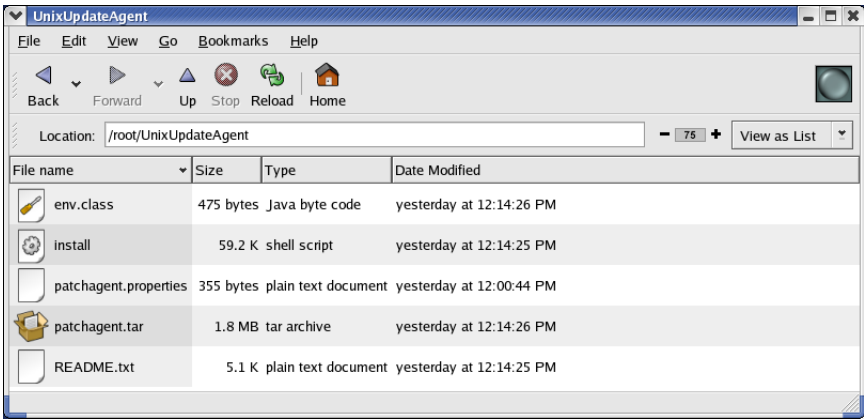 UnixUpdateAgent
File Edit View Go Bookmarks Help
Back Forward Up Stop Reload Home
Location: /root/UnixUpdateAgent 75 View as List
File name Size Type Date Modified
env.class 475 bytes Java byte code yesterday at 12:14:26 PM
install 59.2 K shell script yesterday at 12:14:25 PM
patchagent.properties 355 bytes plain text document yesterday at 12:00:44 PM
patchagent.tar 1.8 MB tar archive yesterday at 12:14:26 PM
README.txt 5.1 K plain text document yesterday at 12:14:25 PM